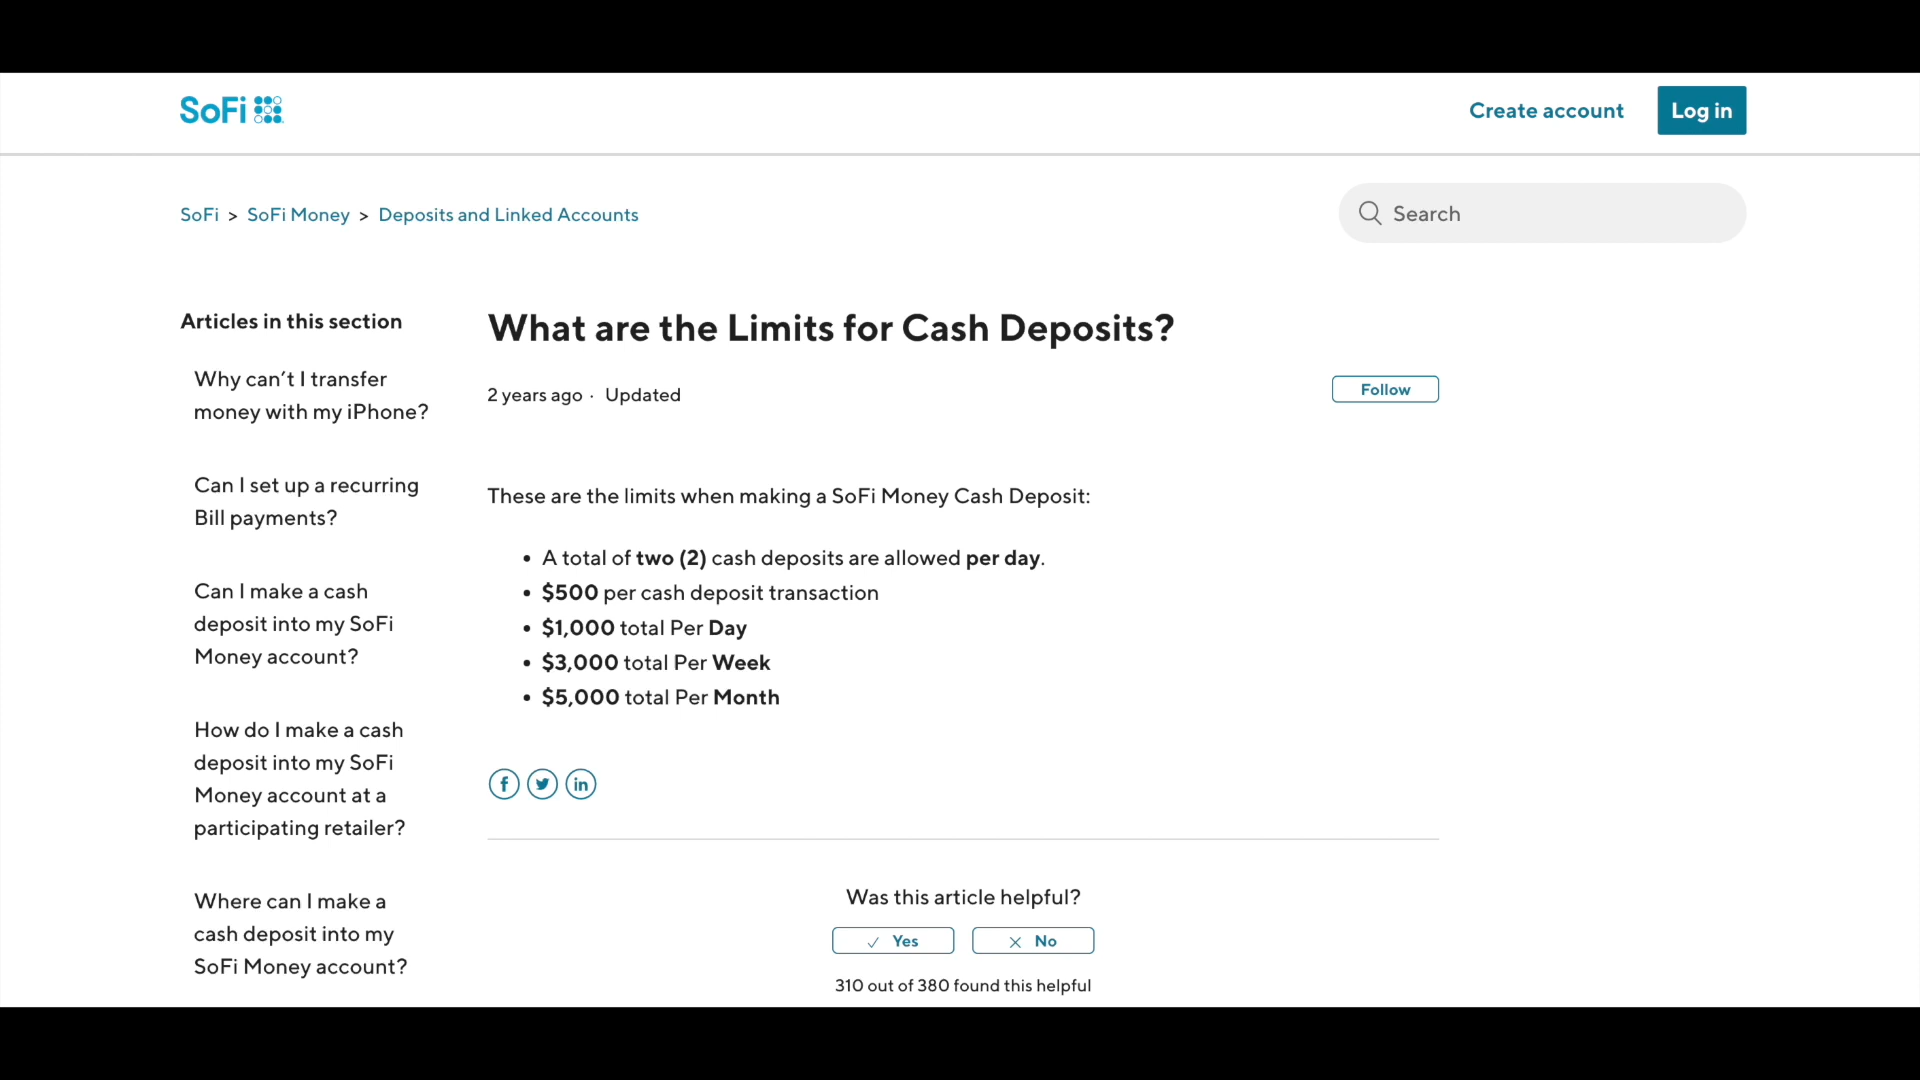 SoFi
Create account
Log in
SoFi > SoFi Money > Deposits and Linked Accounts
Search
Articles in this section
Why can’t I transfer
money with my iPhone?
Can I set up a recurring
Bill payments?
Can I make a cash
deposit into my SoFi
Money account?
How do I make a cash
deposit into my SoFi
Money account at a
participating retailer?
Where can I make a
cash deposit into my
SoFi Money account?
What are the Limits for Cash Deposits?
2 years ago · Updated
Follow
These are the limits when making a SoFi Money Cash Deposit:
• A total of two (2) cash deposits are allowed per day.
• $500 per cash deposit transaction
• $1,000 total Per Day
• $3,000 total Per Week
• $5,000 total Per Month
f
in
Was this article helpful?
✓ Yes
✕ No
310 out of 380 found this helpful